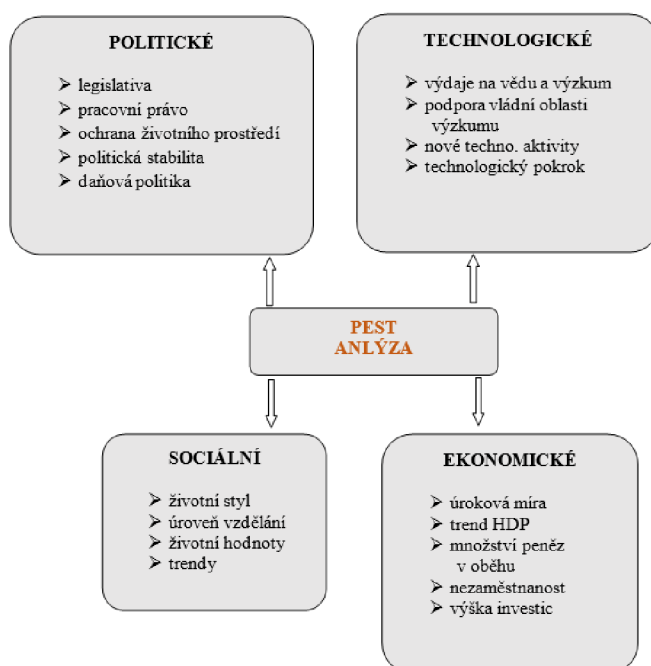 POLITICKÉ
➢ legislativa
➢ pracovní právo
➢ ochrana životního prostředí
➢ politická stabilita
➢ daňová politika
TECHNOLOGICKÉ
➢ výdaje na vědu a výzkum
➢ podpora vládní oblasti
výzkumu
➢ nové techno. aktivity
➢ technologický pokrok
PEST
ANLÝZA
SOCIÁLNÍ
➢ životní styl
➢ úroveň vzdělání
➢ životní hodnoty
➢ trendy
EKONOMICKÉ
➢ úroková míra
➢ trend HDP
➢ množství peněz
v oběhu
➢ nezaměstnanost
➢ výška investic